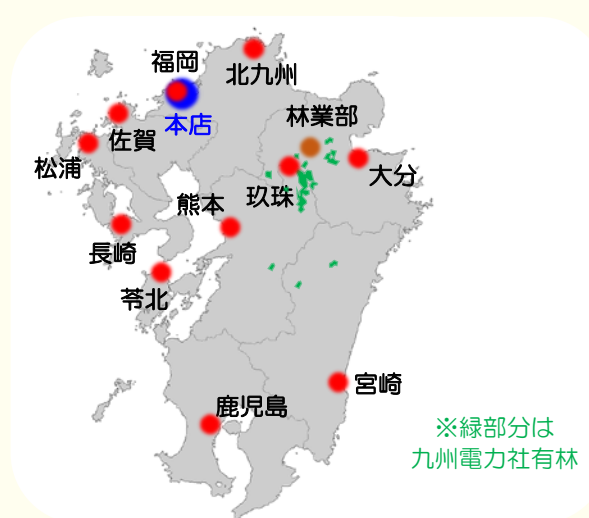 福岡
北九州
本店
林業部
佐賀
松浦
大分
玖珠
熊本
長崎
苓北
宮崎
鹿児島
※緑部分は
九州電力社有林